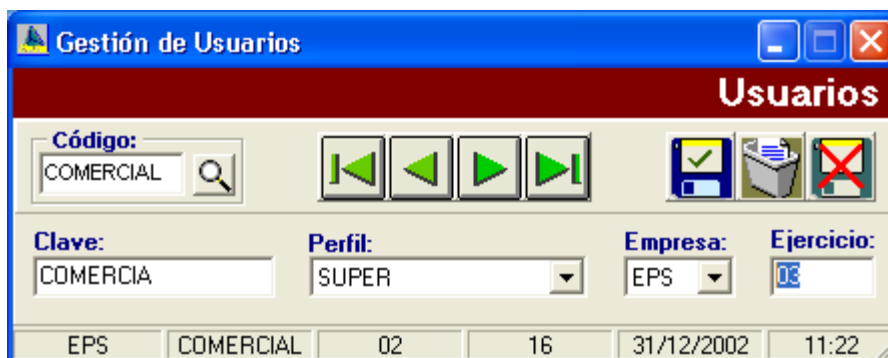 Gestión de Usuarios
Usuarios
Código:
COMERCIAL
Clave: Perfil: Empresa: Ejercicio:
COMERCIA SUPER EPS 03
EPS COMERCIAL 02 16 31/12/2002 11:22